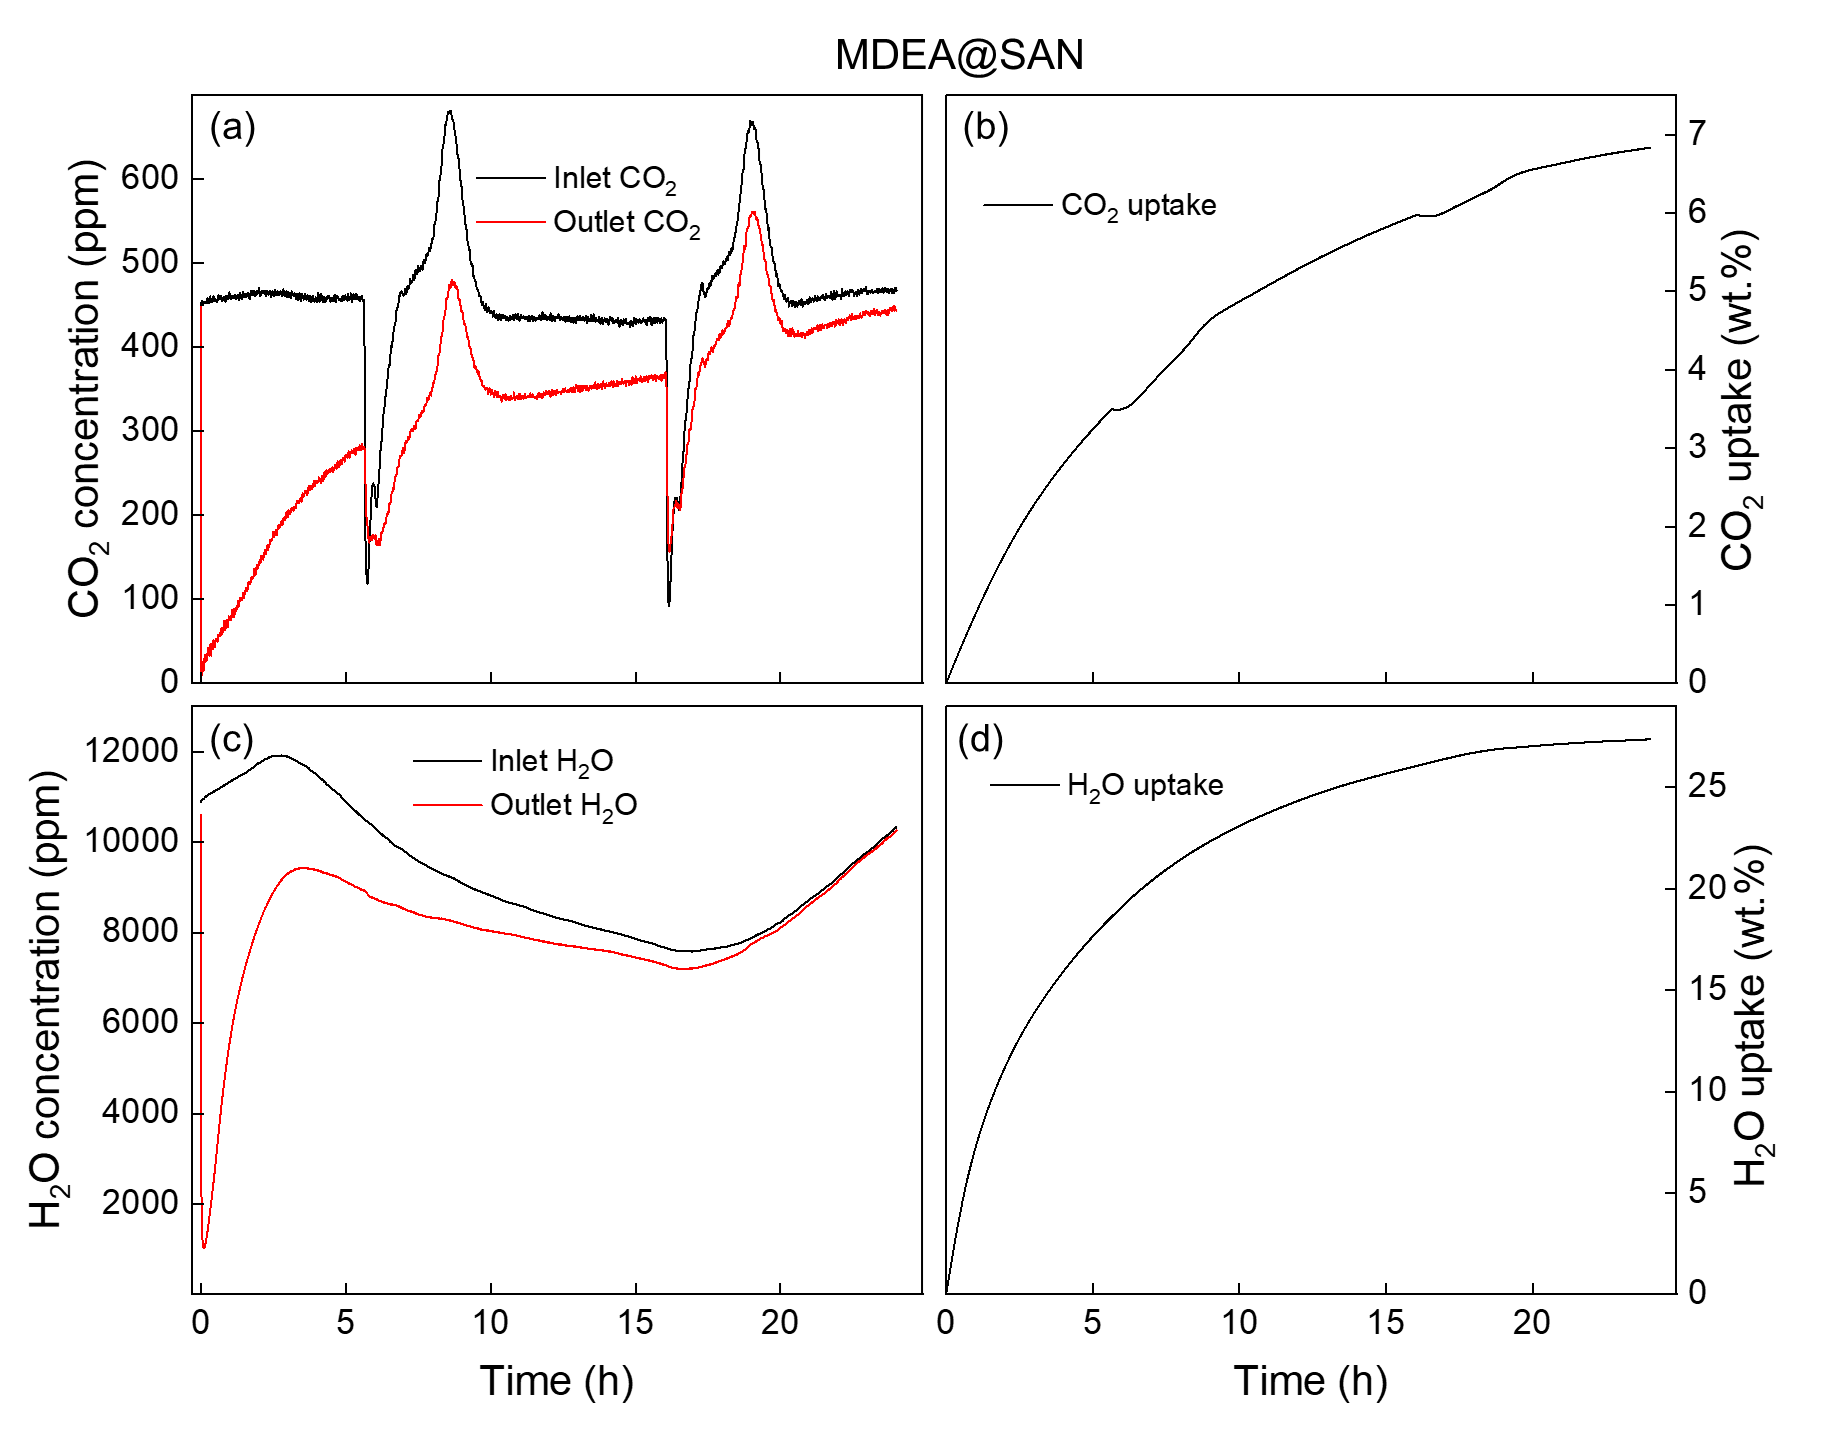 MDEA@SAN
(a)
Inlet CO₂
Outlet CO₂
CO₂ concentration (ppm)
600
500
400
300
200
100
0
0
5
10
15
20
(b)
CO₂ uptake
7
6
5
4
3
2
1
0
CO₂ uptake (wt.%)
(c)
Inlet H₂O
Outlet H₂O
H₂O concentration (ppm)
12000
10000
8000
6000
4000
2000
Time (h)
(d)
H₂O uptake
25
20
15
10
5
0
H₂O uptake (wt.%)
0
5
10
15
20
Time (h)